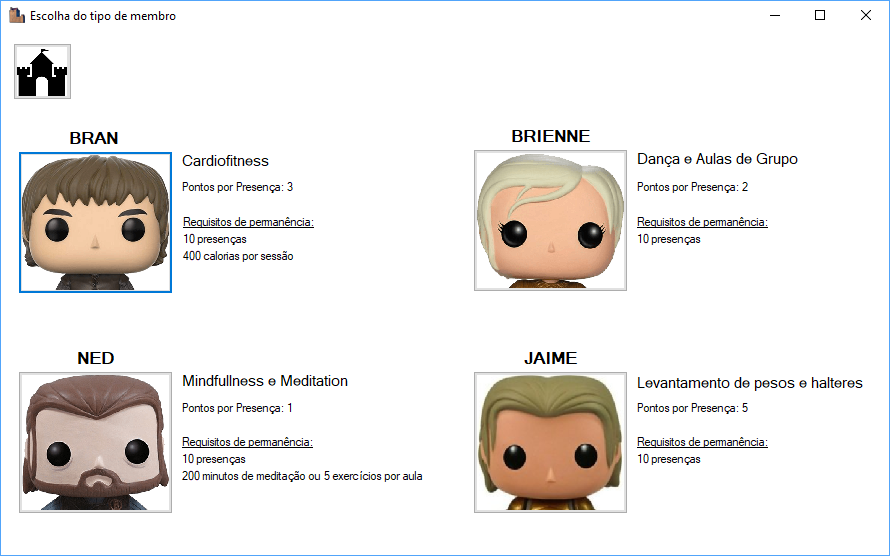 Escolha do tipo de membro
BRAN
Cardiofitness
Pontos por Presença: 3
Requisitos de permanência:
10 presenças
400 calorias por sessão
BRIENNE
Dança e Aulas de Grupo
Pontos por Presença: 2
Requisitos de permanência:
10 presenças
NED
Mindfullness e Meditation
Pontos por Presença: 1
Requisitos de permanência:
10 presenças
200 minutos de meditação ou 5 exercícios por aula
JAIME
Levantamento de pesos e halteres
Pontos por Presença: 5
Requisitos de permanência:
10 presenças